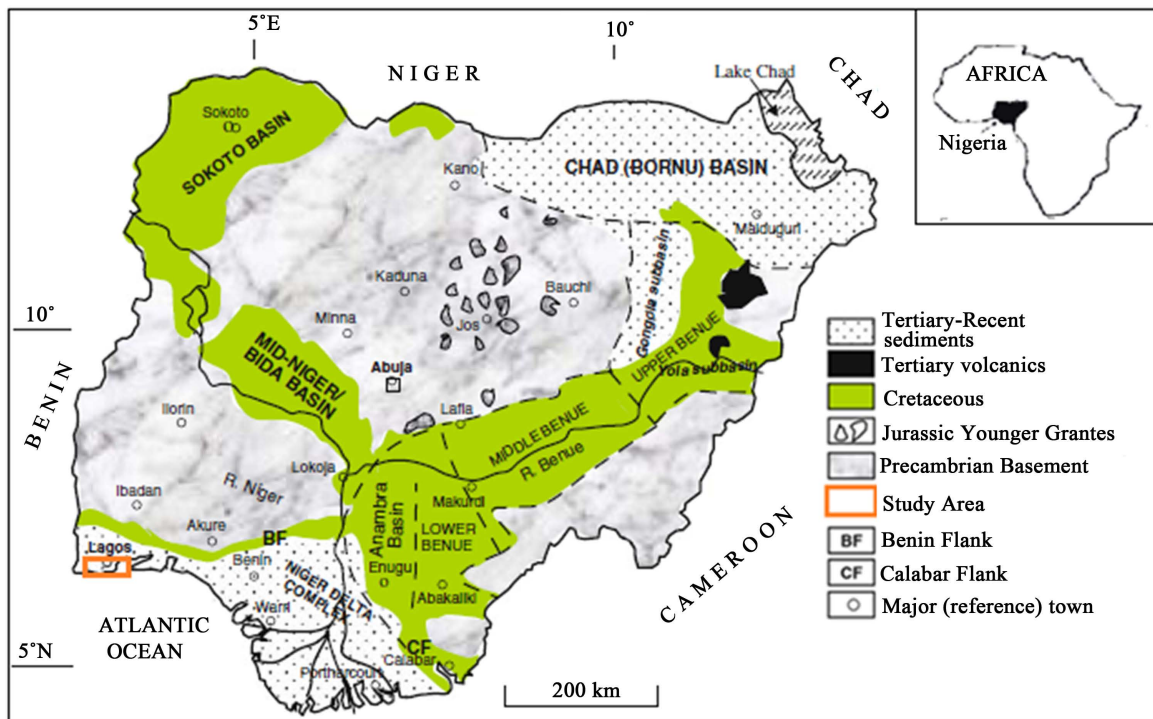 5˚E
10˚
NIGER
CHAD
Lake Chad
AFRICA
Nigeria
Sokoto
SOKOTO BASIN
Kano
CHAD (BORNU) BASIN
Maiduguri
Kaduna
Bauchi
Gongola subbasin
10˚
Minna
Jos
UPPER BENUE
Yola subbasin
MID-NIGER/
BIDA BASIN
Abuja
BENIN
Ilorin
Lafia
MIDDLE BENUE
R. Benue
Lokoja
Ibadan
R. Niger
Makurdi
Anambra
Basin
LOWER
BENUE
Akure
BF
Lagos
Benin
Enugu
Abakaliki
NIGER DELTA
COMPLEX
Warri
CAMEROON
ATLANTIC
OCEAN
CF
Calabar
5˚N
Portharcourt
200 km
Tertiary-Recent
sediments
Tertiary volcanics
Cretaceous
Jurassic Younger Grantes
Precambrian Basement
Study Area
BF Benin Flank
CF Calabar Flank
Major (reference) town